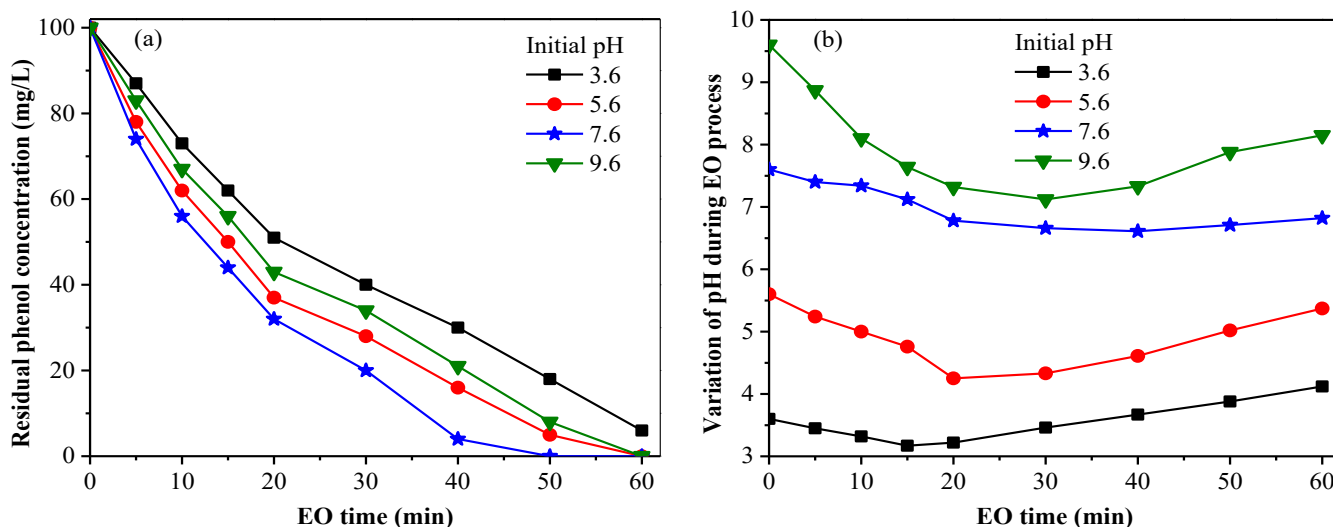 (a)
Initial pH
3.6
5.6
7.6
9.6
100
80
60
40
20
0
Residual phenol concentration (mg/L)
0 10 20 30 40 50 60
EO time (min)
(b)
Initial pH
3.6
5.6
7.6
9.6
10
9
8
7
6
5
4
3
Variation of pH during EO process
0 10 20 30 40 50 60
EO time (min)